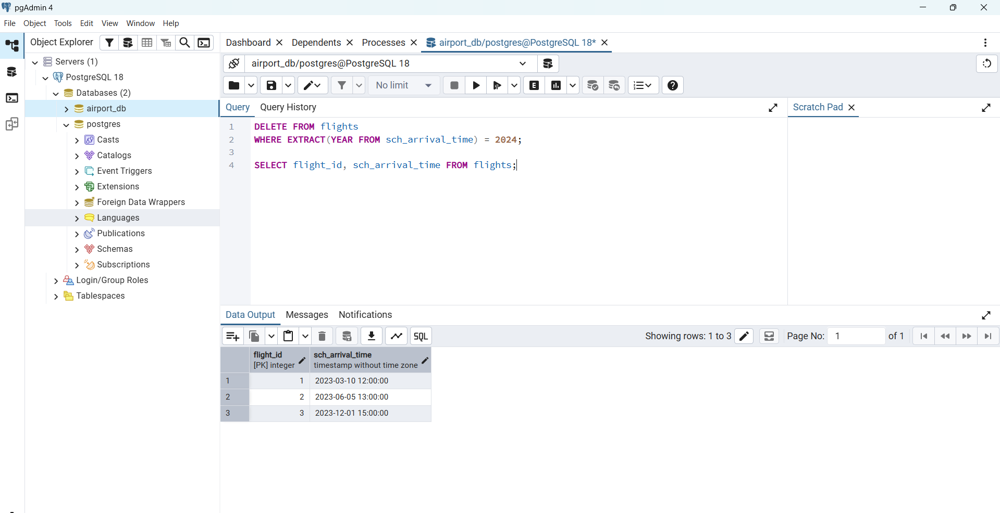 pgAdmin 4
File Object Tools Edit View Window Help
Object Explorer
Servers (1)
PostgreSQL 18
Databases (2)
airport_db
postgres
Casts
Catalogs
Event Triggers
Extensions
Foreign Data Wrappers
Languages
Publications
Schemas
Subscriptions
Login/Group Roles
Tablespaces
Dashboard Dependents Processes airport_db/postgres@PostgreSQL 18*
airport_db/postgres@PostgreSQL 18
No limit E
Query Query History
Scratch Pad
1 DELETE FROM flights
2 WHERE EXTRACT(YEAR FROM sch_arrival_time) = 2024;
3
4 SELECT flight_id, sch_arrival_time FROM flights;
Data Output Messages Notifications
SQL Showing rows: 1 to 3 Page No: 1 of 1
flight_id sch_arrival_time
[PK] integer timestamp without time zone
1 1 2023-03-10 12:00:00
2 2 2023-06-05 13:00:00
3 3 2023-12-01 15:00:00